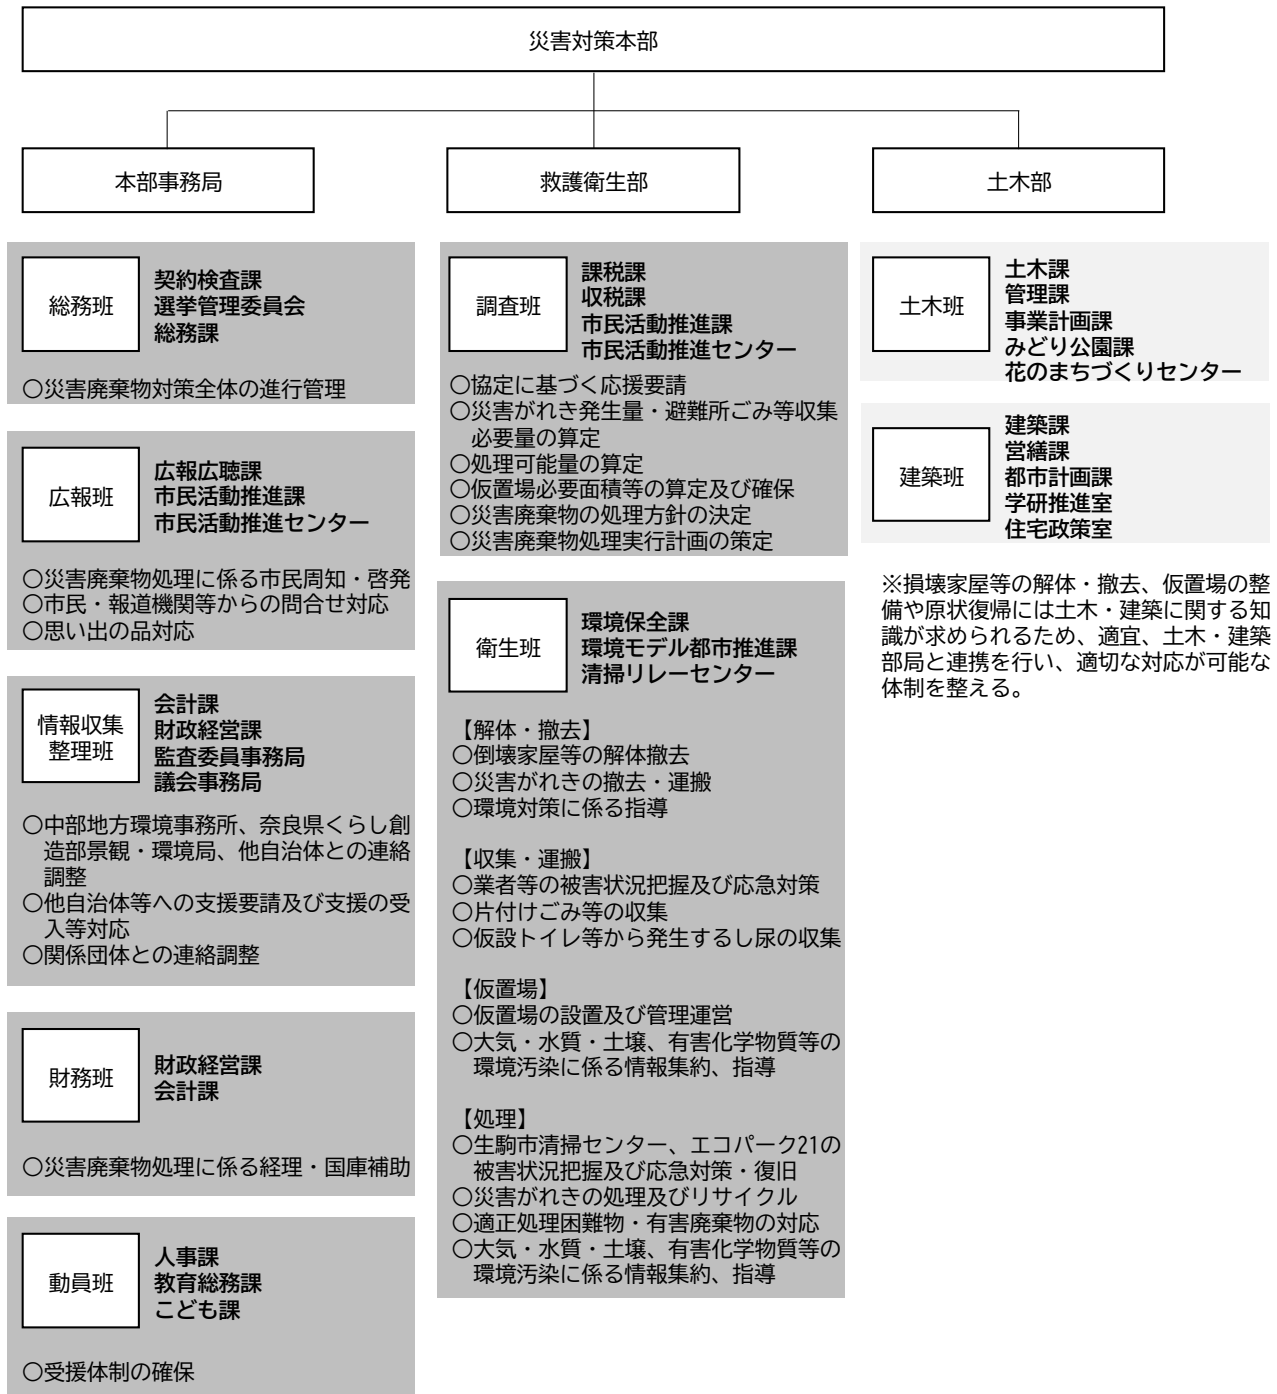 災害対策本部
本部事務局
救護衛生部
土木部
総務班
契約検査課
選挙管理委員会
総務課
〇災害廃棄物対策全体の進行管理
広報班
広報広聴課
市民活動推進課
市民活動推進センター
〇災害廃棄物処理に係る市民周知・啓発
〇市民・報道機関等からの問合せ対応
〇思い出の品対応
情報収集
整理班
会計課
財政経営課
監査委員事務局
議会事務局
〇中部地方環境事務所、奈良県くらし創
造部景観・環境局、他自治体との連絡
調整
〇他自治体等への支援要請及び支援の受
入等対応
〇関係団体との連絡調整
財務班
財政経営課
会計課
〇災害廃棄物処理に係る経理・国庫補助
動員班
人事課
教育総務課
こども課
〇受援体制の確保
調査班
課税課
収税課
市民活動推進課
市民活動推進センター
〇協定に基づく応援要請
〇災害がれき発生量・避難所ごみ等収集
必要量の算定
〇処理可能量の算定
〇仮置場必要面積等の算定及び確保
〇災害廃棄物の処理方針の決定
〇災害廃棄物処理実行計画の策定
衛生班
環境保全課
環境モデル都市推進課
清掃リレーセンター
【解体・撤去】
〇倒壊家屋等の解体撤去
〇災害がれきの撤去・運搬
〇環境対策に係る指導
【収集・運搬】
〇業者等の被害状況把握及び応急対策
〇片付けごみ等の収集
〇仮設トイレ等から発生するし尿の収集
【仮置場】
〇仮置場の設置及び管理運営
〇大気・水質・土壌、有害化学物質等の
環境汚染に係る情報集約、指導
【処理】
〇生駒市清掃センター、エコパーク21の
被害状況把握及び応急対策・復旧
〇災害がれきの処理及びリサイクル
〇適正処理困難物・有害廃棄物の対応
〇大気・水質・土壌、有害化学物質等の
環境汚染に係る情報集約、指導
土木班
土木課
管理課
事業計画課
みどり公園課
花のまちづくりセンター
建築班
建築課
営繕課
都市計画課
学研推進室
住宅政策室
※損壊家屋等の解体・撤去、仮置場の整
備や原状復帰には土木・建築に関する知
識が求められるため、適宜、土木・建築
部局と連携を行い、適切な対応が可能な
体制を整える。